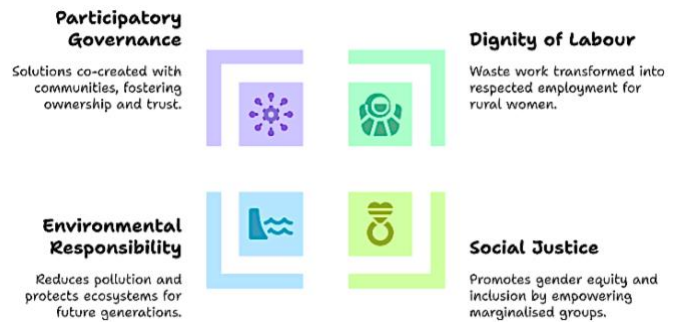 Participatory
Governance
Solutions co-created with
communities, fostering
ownership and trust.
Dignity of Labour
Waste work transformed into
respected employment for
rural women.
Environmental
Responsibility
Reduces pollution and
protects ecosystems for
future generations.
Social Justice
Promotes gender equity and
inclusion by empowering
marginalised groups.